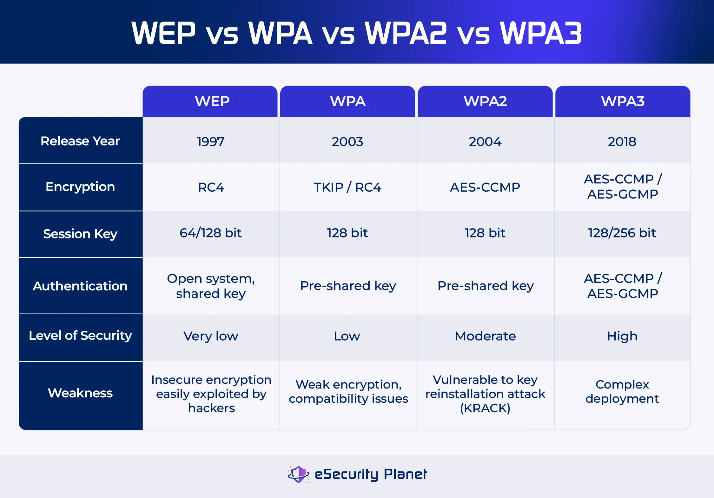 WEP vs WPA vs WPA2 vs WPA3
WEP WPA WPA2 WPA3
Release Year 1997 2003 2004 2018
Encryption RC4 TKIP / RC4 AES-CCMP AES-CCMP / AES-GCMP
Session Key 64/128 bit 128 bit 128 bit 128/256 bit
Authentication Open system, shared key Pre-shared key Pre-shared key AES-CCMP / AES-GCMP
Level of Security Very low Low Moderate High
Weakness Insecure encryption easily exploited by hackers Weak encryption, compatibility issues Vulnerable to key reinstallation attack (KRACK) Complex deployment
eSecurity Planet